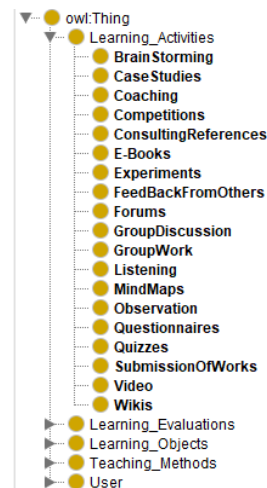 owl:Thing
Learning_Activities
BrainStorming
CaseStudies
Coaching
Competitions
ConsultingReferences
E-Books
Experiments
FeedBackFromOthers
Forums
GroupDiscussion
GroupWork
Listening
MindMaps
Observation
Questionnaires
Quizzes
SubmissionOfWorks
Video
Wikis
Learning_Evaluations
Learning_Objects
Teaching_Methods
User